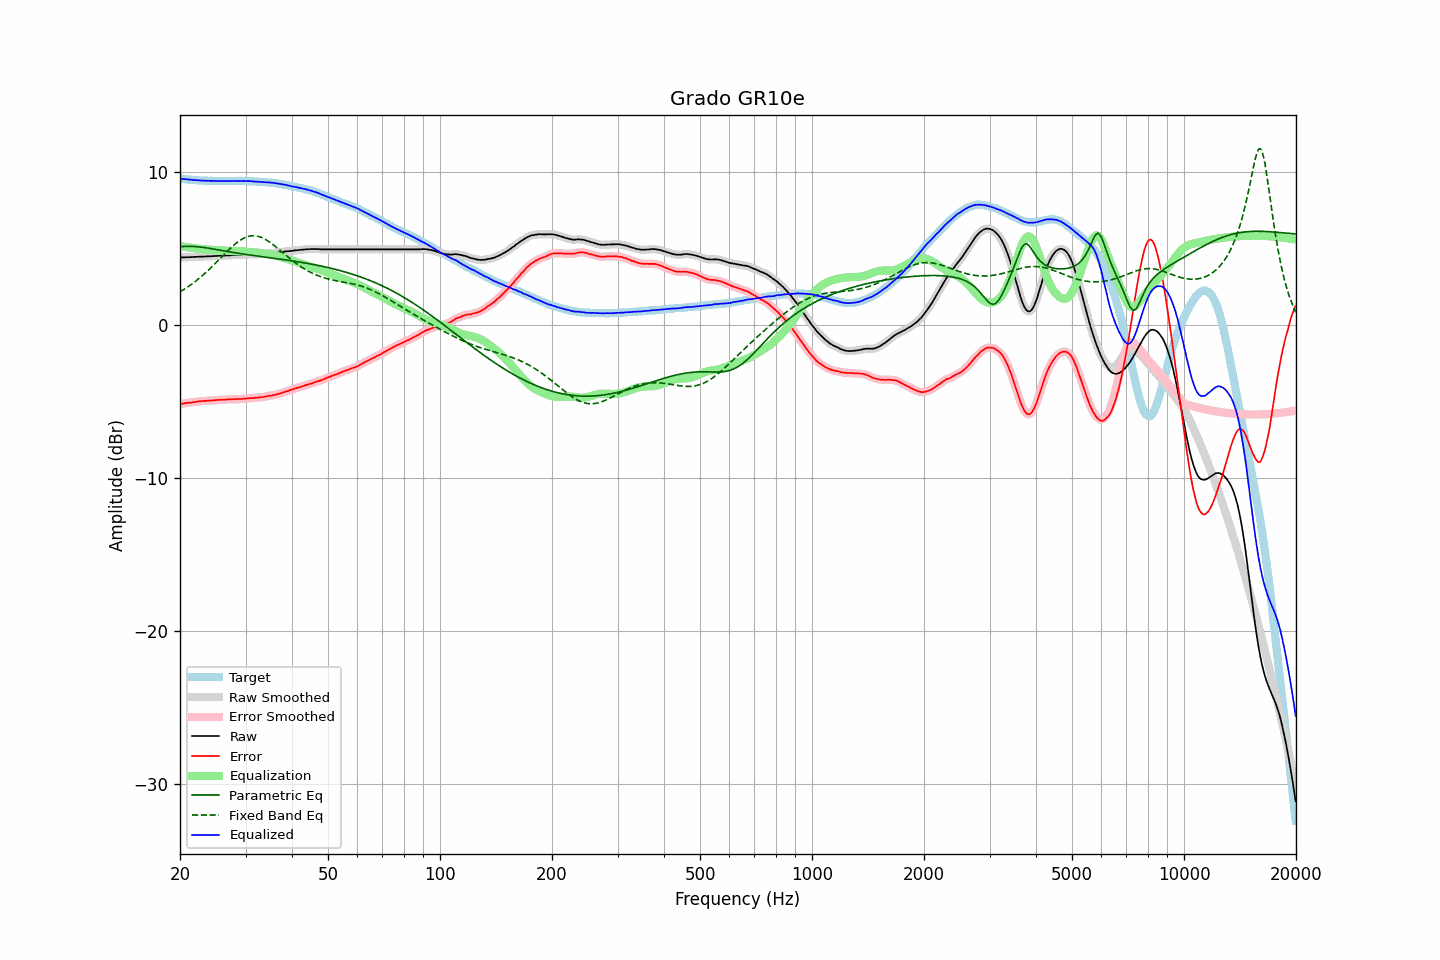 Grado GR10e
10
0
−10
−20
−30
Amplitude (dBr)
Target
Raw Smoothed
Error Smoothed
Raw
Error
Equalization
Parametric Eq
Fixed Band Eq
Equalized
20 50 100 200 500 1000 2000 5000 10000 20000
Frequency (Hz)